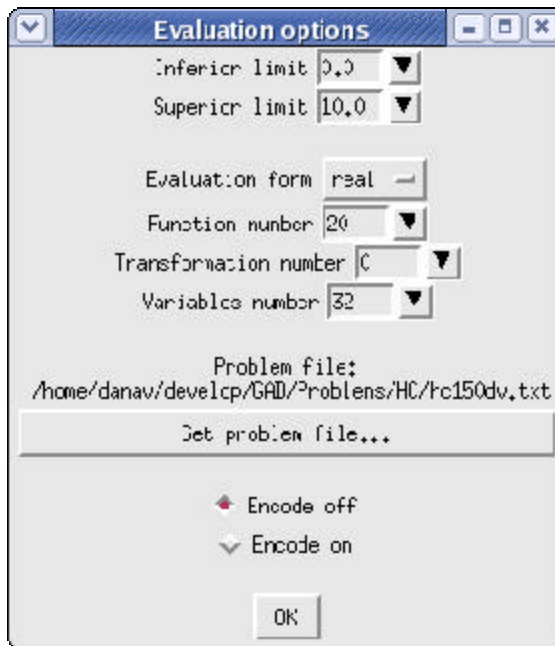 Evaluation options
Inferior limit 0.0
Superior limit 10.0
Evaluation form real
Function number 20
Transformation number 0
Variables number 32
Problem file:
/home/danav/develop/GAD/Problems/HC/hc150dv.txt
Get problem file...
Encode off
Encode on
OK